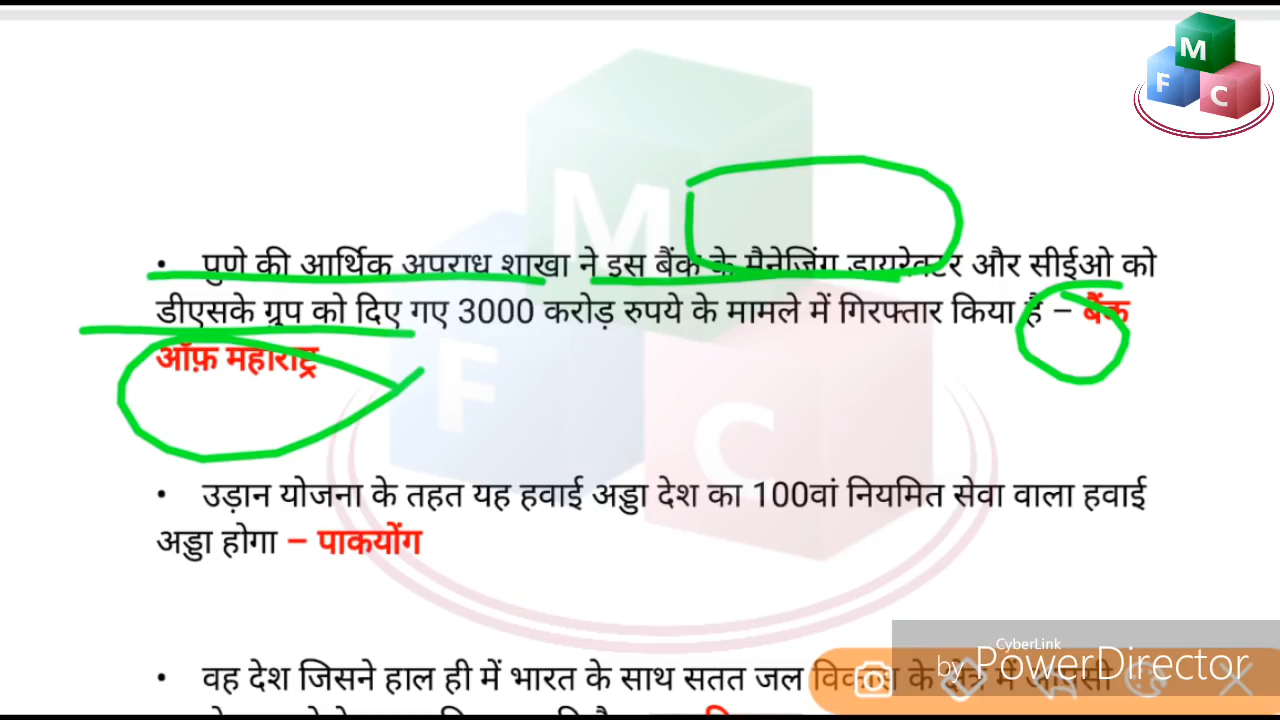 M
F
C
• पुणे की आर्थिक अपराध शाखा ने इस बैंक के मैनेजिंग डायरेक्टर और सीईओ को
डीएसके ग्रुप को दिए गए 3000 करोड़ रुपये के मामले में गिरफ्तार किया है – बैंक
ऑफ़ महाराष्ट्र
M
F
C
• उड़ान योजना के तहत यह हवाई अड्डा देश का 100वां नियमित सेवा वाला हवाई
अड्डा होगा – पाकयोंग
• वह देश जिसने हाल ही में भारत के साथ सतत जल विकास के क्षेत्र में
CyberLink
by PowerDirector